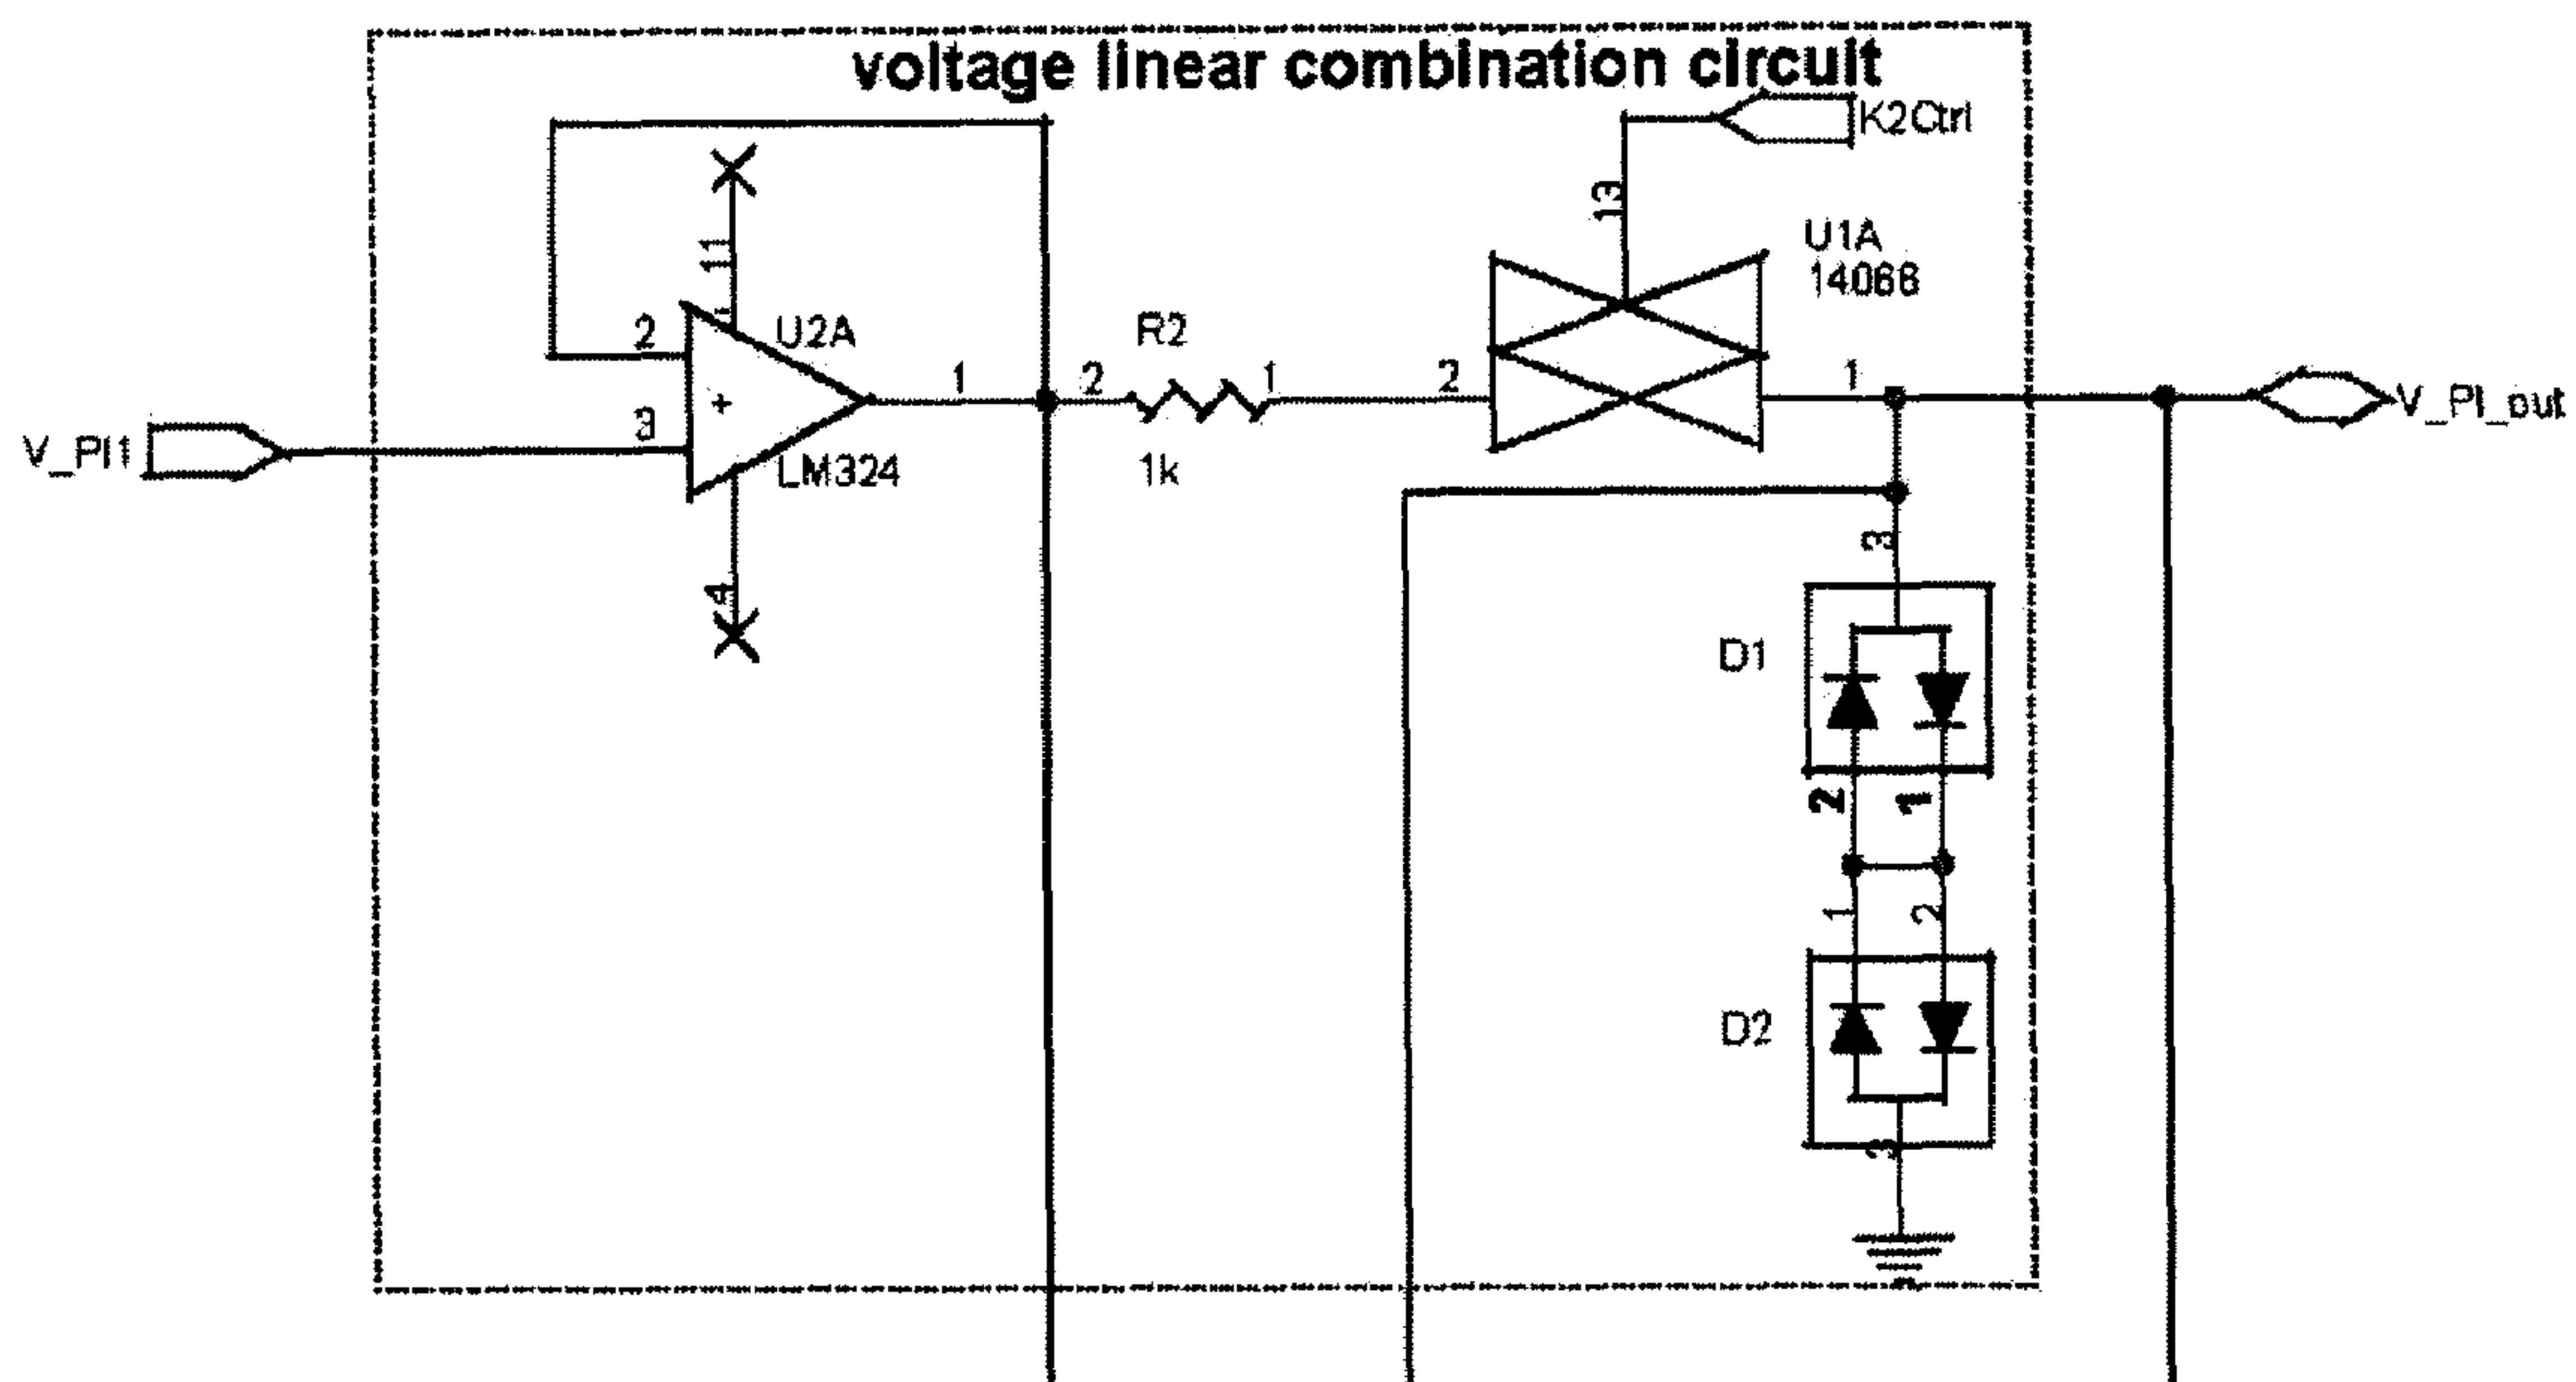 voltage linear combination circuit
K2Ctrl
13
U1A
14066
11
2
U2A
R2
1
2
1
2
1
V_PI1
3
LM324
1k
V_PI_out
3
4
D1
2
1
1
2
D2
3